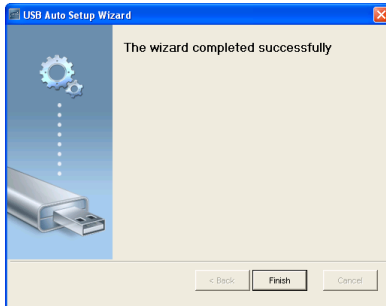 USB Auto Setup Wizard
The wizard completed successfully
< Back
Finish
Cancel